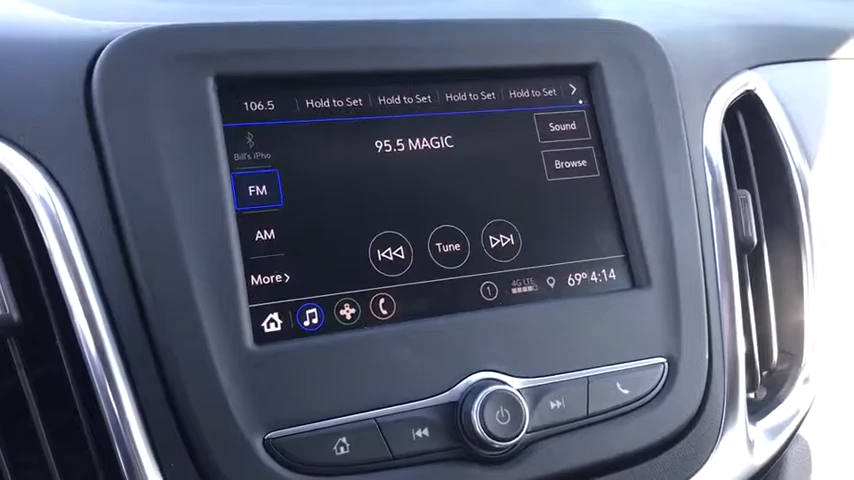 106.5 Hold to Set Hold to Set Hold to Set Hold to Set
Bill's iPho
95.5 MAGIC
Sound
Browse
FM
AM
Tune
More
1 4G LTE 69° 4:14